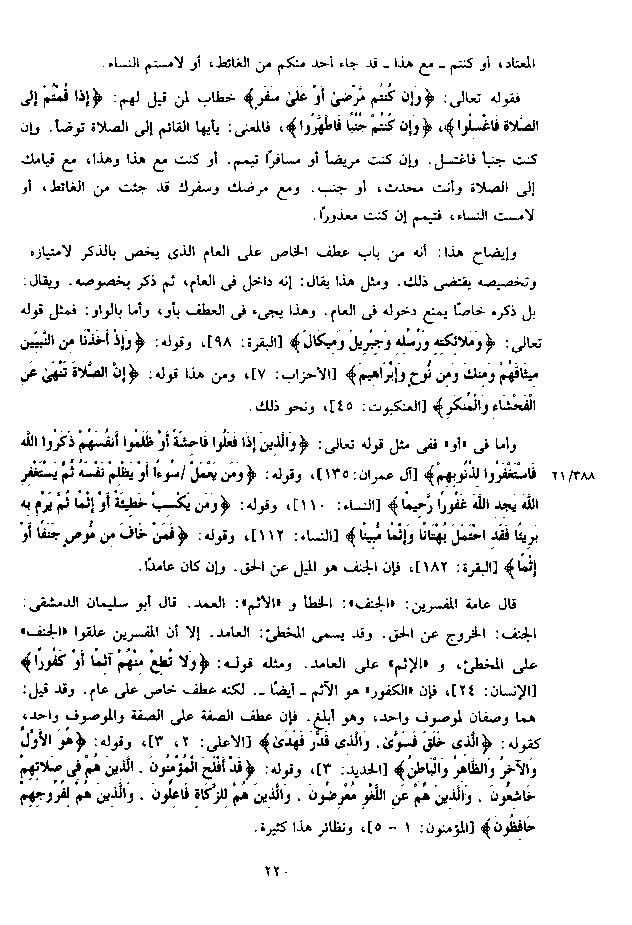 المعتاد، أو كنتم ـ مع هذا ـ قد جاء أحد منكم من الغائط، أو لامستم النساء.
فقوله تعالى: ﴿وَإِن كُنتُم مَّرْضَىٰ أَوْ عَلَىٰ سَفَرٍ﴾ خطاب لمن قيل لهم: ﴿إِذَا قُمْتُمْ إِلَى
الصَّلاةِ فَاغْسِلُوا﴾، ﴿وَإِن كُنتُمْ جُنُبًا فَاطَّهَّرُوا﴾، فالمعنى: يأيها القائم إلى الصلاة توضأ. وإن
كنت جنباً فاغتسل. وإن كنت مريضاً أو مسافراً تيمم. أو كنت مع هذا وهذا، مع قيامك
إلى الصلاة وأنت محدث، أو جنب. ومع مرضك وسفرك قد جئت من الغائط، أو
لامست النساء، فتيمم إن كنت معذوراً.
وإيضاح هذا: أنه من باب عطف الخاص على العام الذى يخص بالذكر لامتيازه
وتخصيصه يقتضى ذلك. ومثل هذا يقال: إنه داخل فى العام، ثم ذكر بخصوصه. ويقال:
بل ذكره خاصًا يمنع دخوله فى العام. وهذا يجىء فى العطف بأو، وأما بالواو: فمثل قوله
تعالى: ﴿وَمَلائِكَتِهِ وَرُسُلِهِ وَجِبْرِيلَ وَمِيكَالَ﴾ [البقرة: ٩٨]، وقوله: ﴿وَإِذْ أَخَذْنَا مِنَ النَّبِيِّينَ
مِيثَاقَهُمْ وَمِنكَ وَمِن نُّوحٍ وَإِبْرَاهِيمَ﴾ [الأحزاب: ٧]، ومن هذا قوله: ﴿إِنَّ الصَّلاةَ تَنْهَىٰ عَنِ
الْفَحْشَاءِ وَالْمُنكَرِ﴾ [العنكبوت: ٤٥]، ونحو ذلك.
وأما فى «أو» ففى مثل قوله تعالى: ﴿وَالَّذِينَ إِذَا فَعَلُوا فَاحِشَةً أَوْ ظَلَمُوا أَنفُسَهُمْ ذَكَرُوا اللَّهَ
فَاسْتَغْفَرُوا لِذُنُوبِهِمْ﴾ [آل عمران: ١٣٥]، وقوله: ﴿وَمَن يَعْمَلْ /سُوءًا أَوْ يَظْلِمْ نَفْسَهُ ثُمَّ يَسْتَغْفِرِ ٢١/٣٨٨
اللَّهَ يَجِدِ اللَّهَ غَفُورًا رَّحِيمًا﴾ [النساء: ١١٠]، وقوله: ﴿وَمَن يَكْسِبْ خَطِيئَةً أَوْ إِثْمًا ثُمَّ يَرْمِ بِهِ
بَرِيئًا فَقَدِ احْتَمَلَ بُهْتَانًا وَإِثْمًا مُّبِينًا﴾ [النساء: ١١٢]، وقوله: ﴿فَمَنْ خَافَ مِن مُّوصٍ جَنَفًا أَوْ
إِثْمًا﴾ [البقرة: ١٨٢]، فإن الجنف هو الميل عن الحق. وإن كان عامدًا.
قال عامة المفسرين: «الجنف»: الخطأ و «الأثم»: العمد. قال أبو سليمان الدمشقى:
الجنف: الخروج عن الحق. وقد يسمى المخطئ: العامد. إلا أن المفسرين علقوا «الجنف»
على المخطئ، و «الإثم» على العامد. ومثله قوله: ﴿وَلا تُطِعْ مِنْهُمْ آثِمًا أَوْ كَفُورًا﴾
[الإنسان: ٢٤]، فإن «الكفور» هو الآثم ـ أيضًا ـ. لكنه عطف خاص على عام. وقد قيل:
هما وصفان لموصوف واحد، وهو أبلغ. فإن عطف الصفة على الصفة والموصوف واحد،
كقوله: ﴿الَّذِي خَلَقَ فَسَوَّىٰ. وَالَّذِي قَدَّرَ فَهَدَىٰ﴾ [الاعلى: ٢، ٣]، وقوله: ﴿هُوَ الأَوَّلُ
وَالآخِرُ وَالظَّاهِرُ وَالْبَاطِنُ﴾ [الحديد: ٣]، وقوله: ﴿قَدْ أَفْلَحَ الْمُؤْمِنُونَ. الَّذِينَ هُمْ فِي صَلاتِهِمْ
خَاشِعُونَ. وَالَّذِينَ هُمْ عَنِ اللَّغْوِ مُعْرِضُونَ. وَالَّذِينَ هُمْ لِلزَّكَاةِ فَاعِلُونَ. وَالَّذِينَ هُمْ لِفُرُوجِهِمْ
حَافِظُونَ﴾ [المؤمنون: ١ - ٥]، ونظائر هذا كثيرة.
٢٢٠